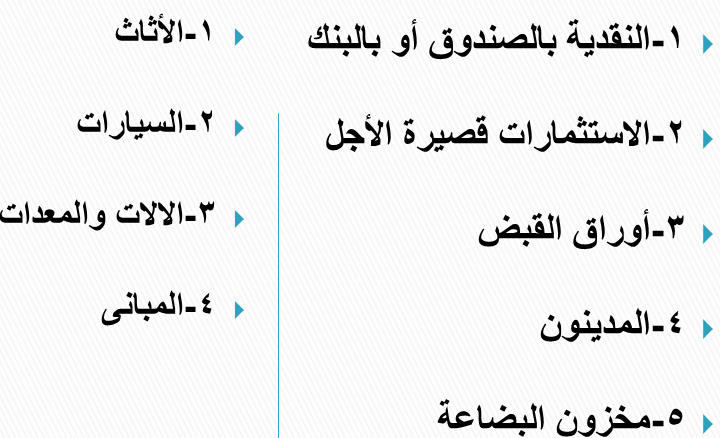 ١-النقدية بالصندوق أو بالبنك
٢-الاستثمارات قصيرة الأجل
٣-أوراق القبض
٤-المدينون
٥-مخزون البضاعة
١-الأثاث
٢-السيارات
٣-الالات والمعدات
٤-المبانى